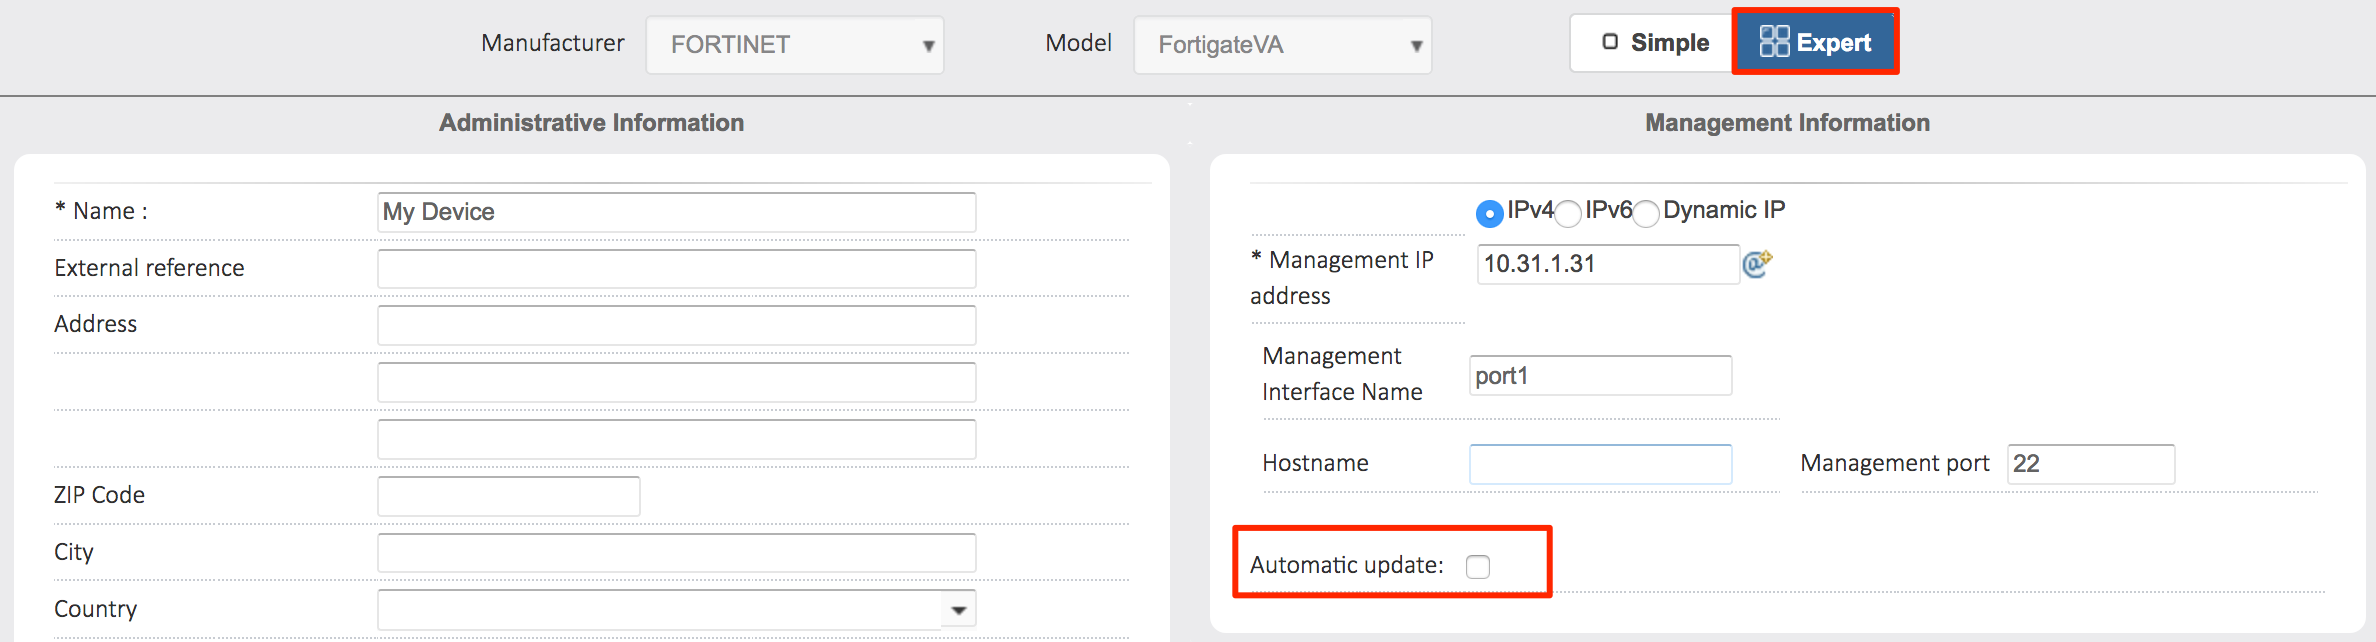 Manufacturer FORTINET Model FortigateVA Simple Expert
Administrative Information
* Name : My Device
External reference
Address
ZIP Code
City
Country
Management Information
IPv4 IPv6 Dynamic IP
* Management IP
address
10.31.1.31
Management
Interface Name
port1
Hostname Management port 22
Automatic update: